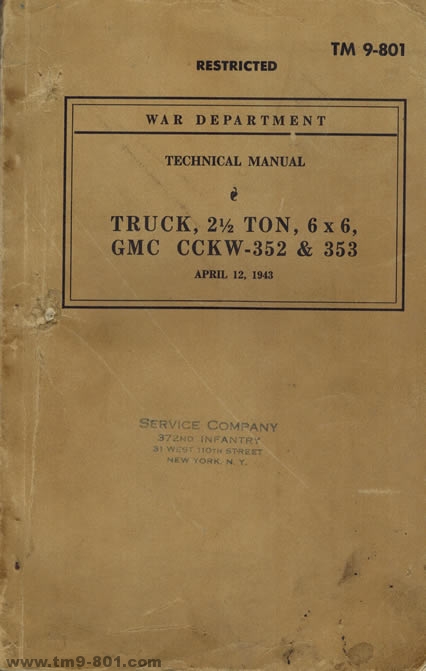 TM 9-801
RESTRICTED
WAR DEPARTMENT
TECHNICAL MANUAL
TRUCK, 2½ TON, 6 x 6,
GMC CCKW-352 & 353
APRIL 12, 1943
SERVICE COMPANY
372ND INFANTRY
31 WEST 110TH STREET
NEW YORK, N. Y.
www.tm9-801.com